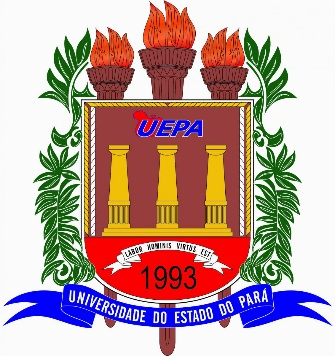 UEPA
LABOR HOMINIS VIRTUS EST
1993
UNIVERSIDADE DO ESTADO DO PARÁ